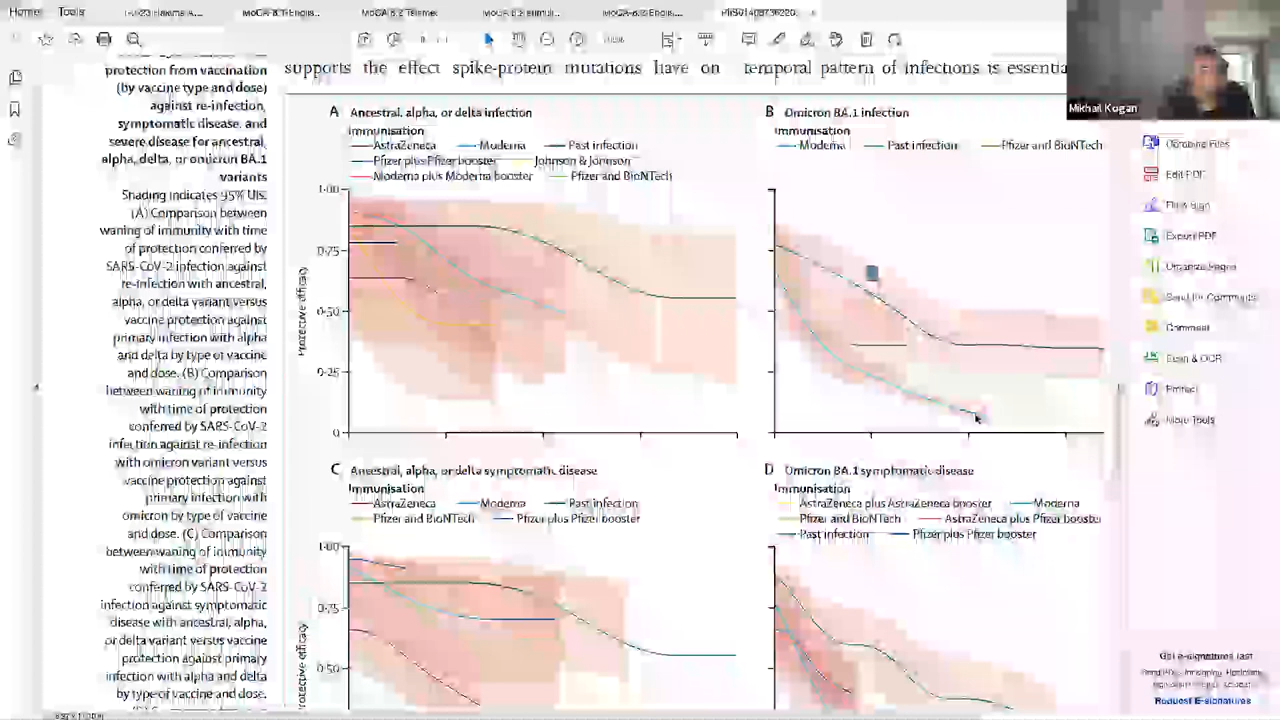 Home Tools
supports the effect spike-protein mutations have on
temporal pattern of infections is essentia
Mikhail Kogan
protection from vaccination
(by vaccine type and dose)
against re-infection,
symptomatic disease, and
severe disease for ancestral,
alpha, delta, or omicron BA.1
variants
Shading indicates 95% UIs.
(A) Comparison between
waning of immunity with time
of protection conferred by
SARS-CoV-2 infection against
re-infection with ancestral,
alpha, or delta variant versus
vaccine protection against
primary infection with alpha
and delta by type of vaccine
and dose. (B) Comparison
between waning of immunity
with time of protection
conferred by SARS-CoV-2
infection against re-infection
with omicron variant versus
vaccine protection against
primary infection with
omicron by type of vaccine
and dose. (C) Comparison
between waning of immunity
with time of protection
conferred by SARS-CoV-2
infection against symptomatic
disease with ancestral, alpha,
or delta variant versus vaccine
protection against primary
infection with alpha and delta
by type of vaccine and dose.
A Ancestral, alpha, or delta infection
Immunisation
AstraZeneca Moderna Past infection
Pfizer plus Pfizer booster Johnson & Johnson
Moderna plus Moderna booster Pfizer and BioNTech
1·00
0·75
0·50
0·25
0
Protective efficacy
B Omicron BA.1 infection
Immunisation
Moderna Past infection Pfizer and BioNTech
C Ancestral, alpha, or delta symptomatic disease
Immunisation
AstraZeneca Moderna Past infection
Pfizer and BioNTech Pfizer plus Pfizer booster
1·00
0·75
0·50
Protective efficacy
D Omicron BA.1 symptomatic disease
Immunisation
AstraZeneca plus AstraZeneca booster Moderna
Pfizer and BioNTech AstraZeneca plus Pfizer booster
Past infection Pfizer plus Pfizer booster
Combine Files
Edit PDF
Export PDF
Organize Pages
Send for Comments
Comment
Scan & OCR
Protect
More Tools
Get e-signatures fast
Request E-signatures